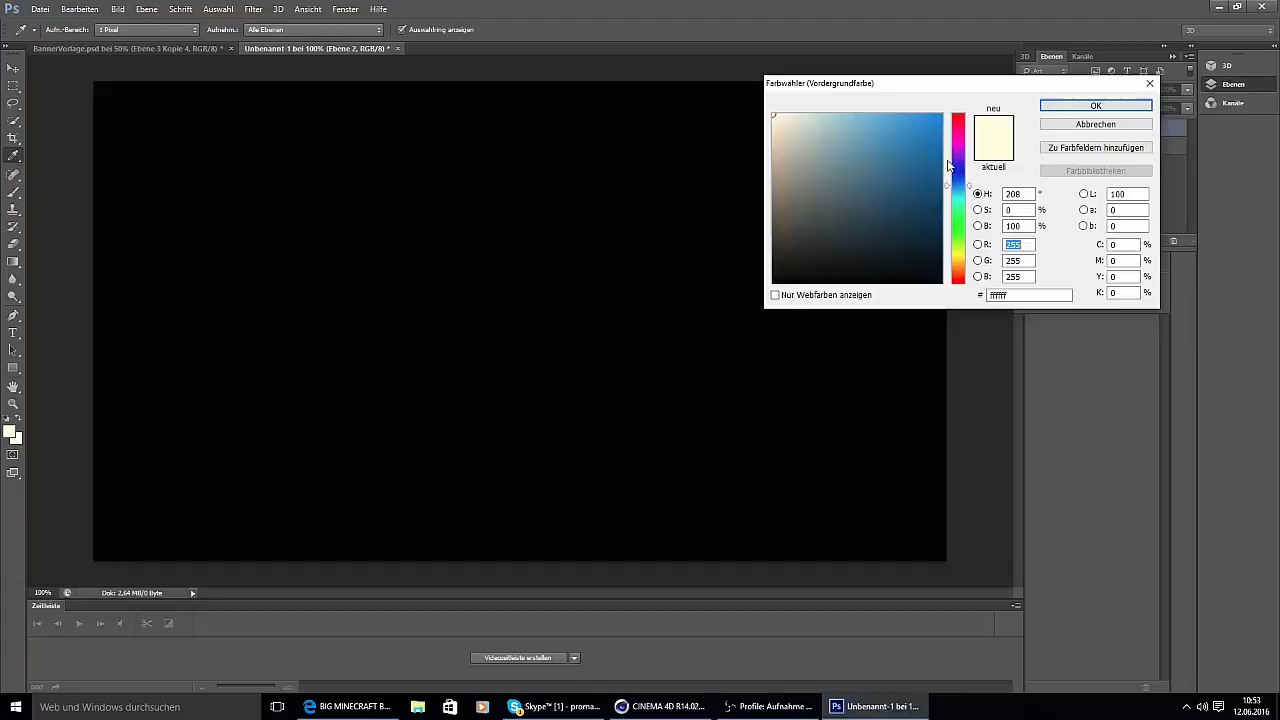 Ps Datei Bearbeiten Bild Ebene Schrift Auswahl Filter 3D Ansicht Fenster Hilfe
Aufn.-Bereich: 1 Pixel Aufnehm.: Alle Ebenen Auswahlring anzeigen 3D
BannerVorlage.psd bei 50% (Ebene 3 Kopie 4, RGB/8) * × Unbenannt-1 bei 100% (Ebene 2, RGB/8) * × 3D Ebenen Kanäle
Art
3D
Ebenen
Kanäle
Farbwähler (Vordergrundfarbe)
neu
aktuell
OK
Abbrechen
Zu Farbfeldern hinzufügen
Farbbibliotheken
H: 208 ° L: 100
S: 0 % a: 0
B: 100 % b: 0
R: 255 C: 0 %
G: 255 M: 0 %
B: 255 Y: 0 %
# ffffff K: 0 %
Nur Webfarben anzeigen
100% Dok: 2,64 MB/0 Byte
Zeitleiste
Videozeitleiste erstellen
Web und Windows durchsuchen BIG MINECRAFT B... Skype™ [1] - proma... CINEMA 4D R14.02... Profile: Aufnahme ... Ps Unbenannt-1 bei 1...
10:53
12.06.2016